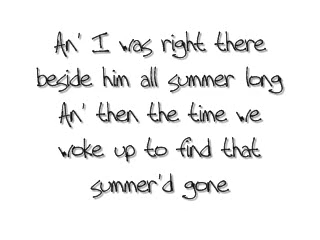 An' I was right there
beside him all summer long
An' then the time we
woke up to find that
summer'd gone